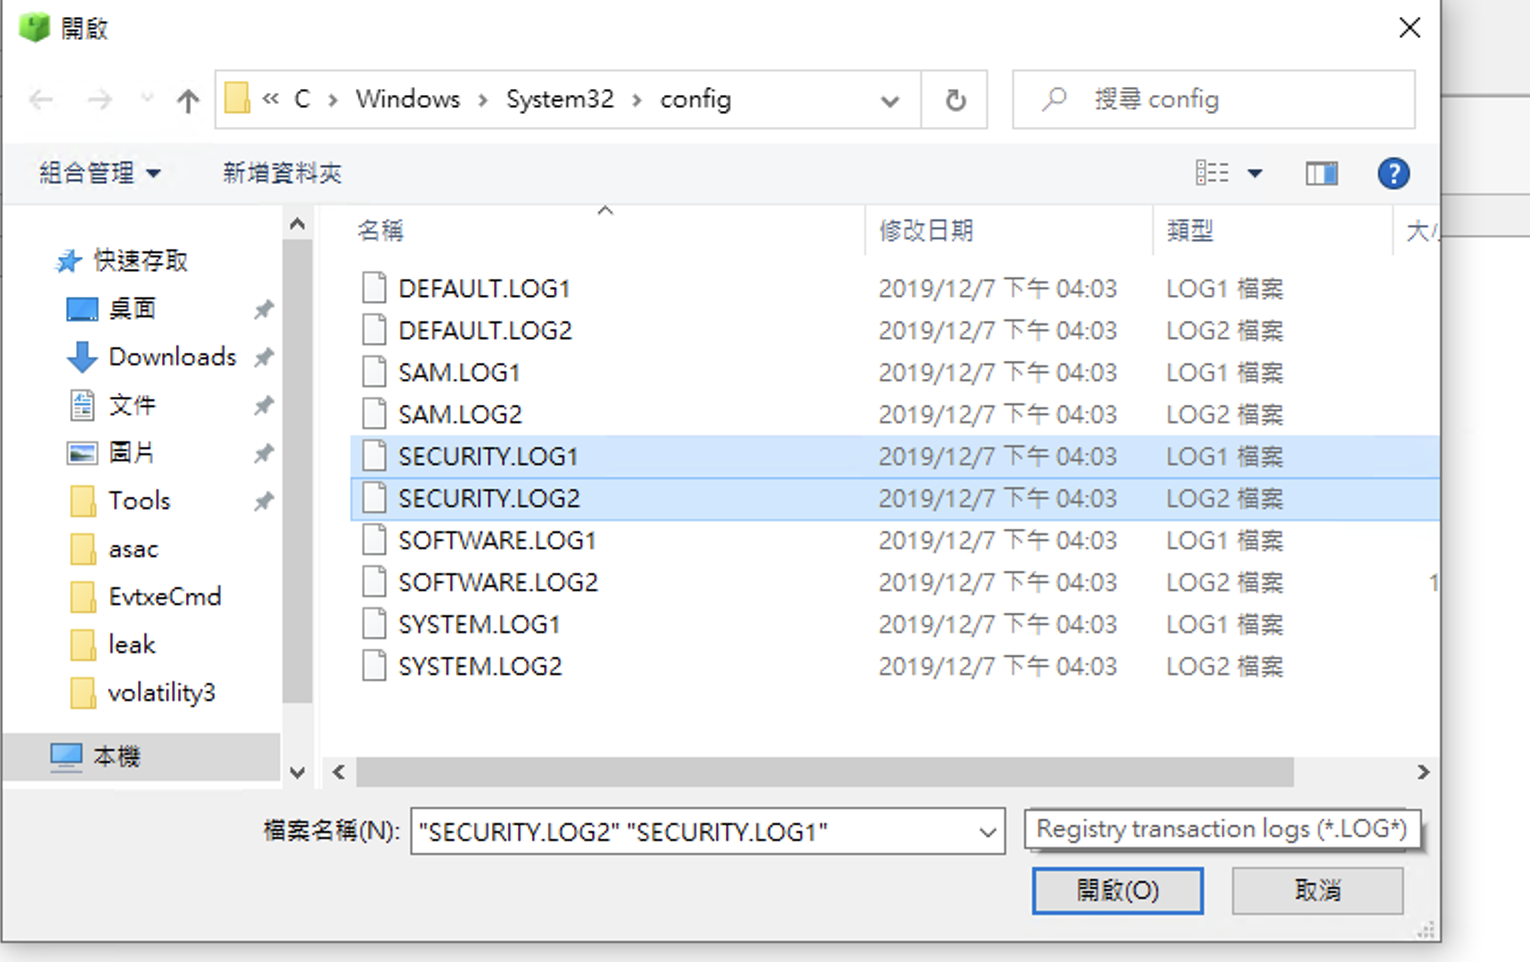 開啟
« C › Windows › System32 › config
搜尋 config
組合管理
新增資料夾
名稱 修改日期 類型
快速存取
桌面
Downloads
文件
圖片
Tools
asac
EvtxeCmd
leak
volatility3
本機
DEFAULT.LOG1 2019/12/7 下午 04:03 LOG1 檔案
DEFAULT.LOG2 2019/12/7 下午 04:03 LOG2 檔案
SAM.LOG1 2019/12/7 下午 04:03 LOG1 檔案
SAM.LOG2 2019/12/7 下午 04:03 LOG2 檔案
SECURITY.LOG1 2019/12/7 下午 04:03 LOG1 檔案
SECURITY.LOG2 2019/12/7 下午 04:03 LOG2 檔案
SOFTWARE.LOG1 2019/12/7 下午 04:03 LOG1 檔案
SOFTWARE.LOG2 2019/12/7 下午 04:03 LOG2 檔案 1
SYSTEM.LOG1 2019/12/7 下午 04:03 LOG1 檔案
SYSTEM.LOG2 2019/12/7 下午 04:03 LOG2 檔案
檔案名稱(N): "SECURITY.LOG2" "SECURITY.LOG1"
Registry transaction logs (*.LOG*)
開啟(O)
取消